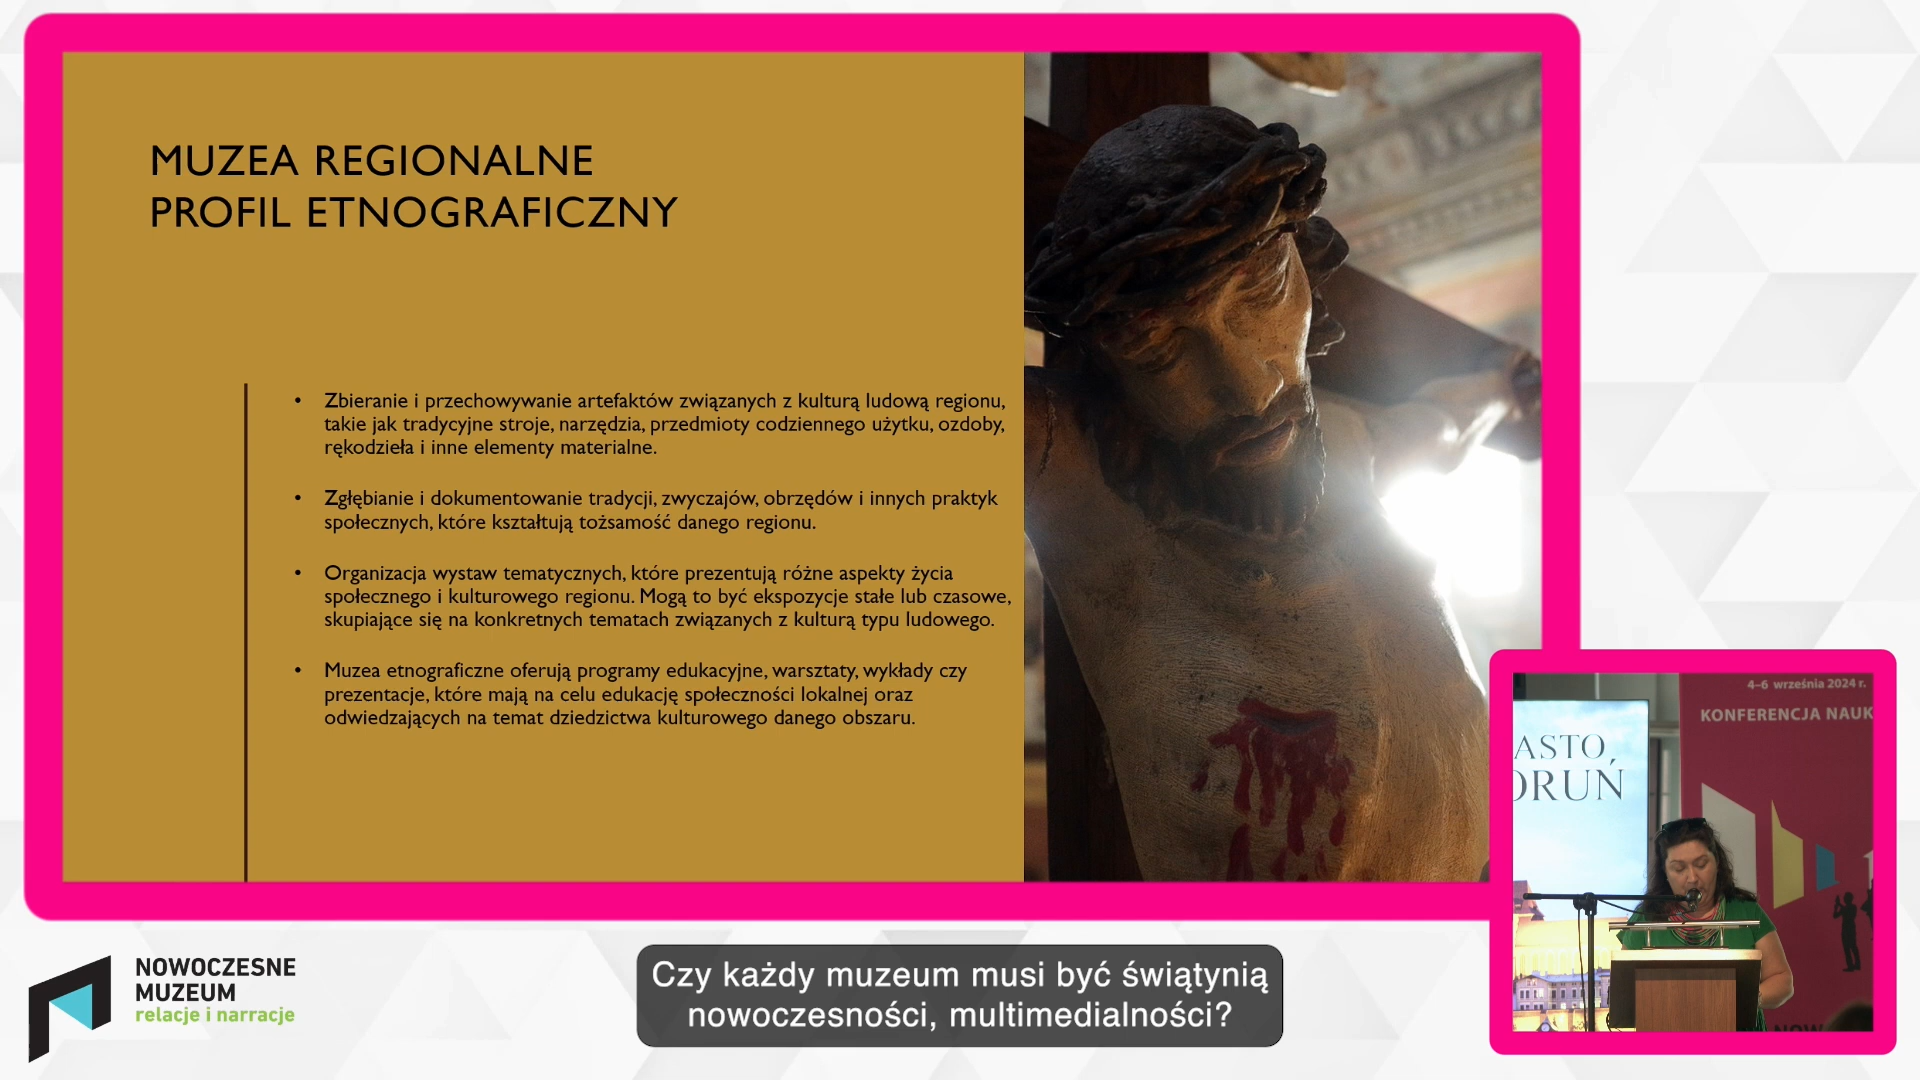 MUZEA REGIONALNE
PROFIL ETNOGRAFICZNY
• Zbieranie i przechowywanie artefaktów związanych z kulturą ludową regionu,
takie jak tradycyjne stroje, narzędzia, przedmioty codziennego użytku, ozdoby,
rękodzieła i inne elementy materialne.
• Zgłębianie i dokumentowanie tradycji, zwyczajów, obrzędów i innych praktyk
społecznych, które kształtują tożsamość danego regionu.
• Organizacja wystaw tematycznych, które prezentują różne aspekty życia
społecznego i kulturowego regionu. Mogą to być ekspozycje stałe lub czasowe,
skupiające się na konkretnych tematach związanych z kulturą typu ludowego.
• Muzea etnograficzne oferują programy edukacyjne, warsztaty, wykłady czy
prezentacje, które mają na celu edukację społeczności lokalnej oraz
odwiedzających na temat dziedzictwa kulturowego danego obszaru.
4–6 września 2024 r.
KONFERENCJA NAUK
ASTO,
ORUŃ
NOW
NOWOCZESNE
MUZEUM
relacje i narracje
Czy każdy muzeum musi być świątynią
nowoczesności, multimedialności?